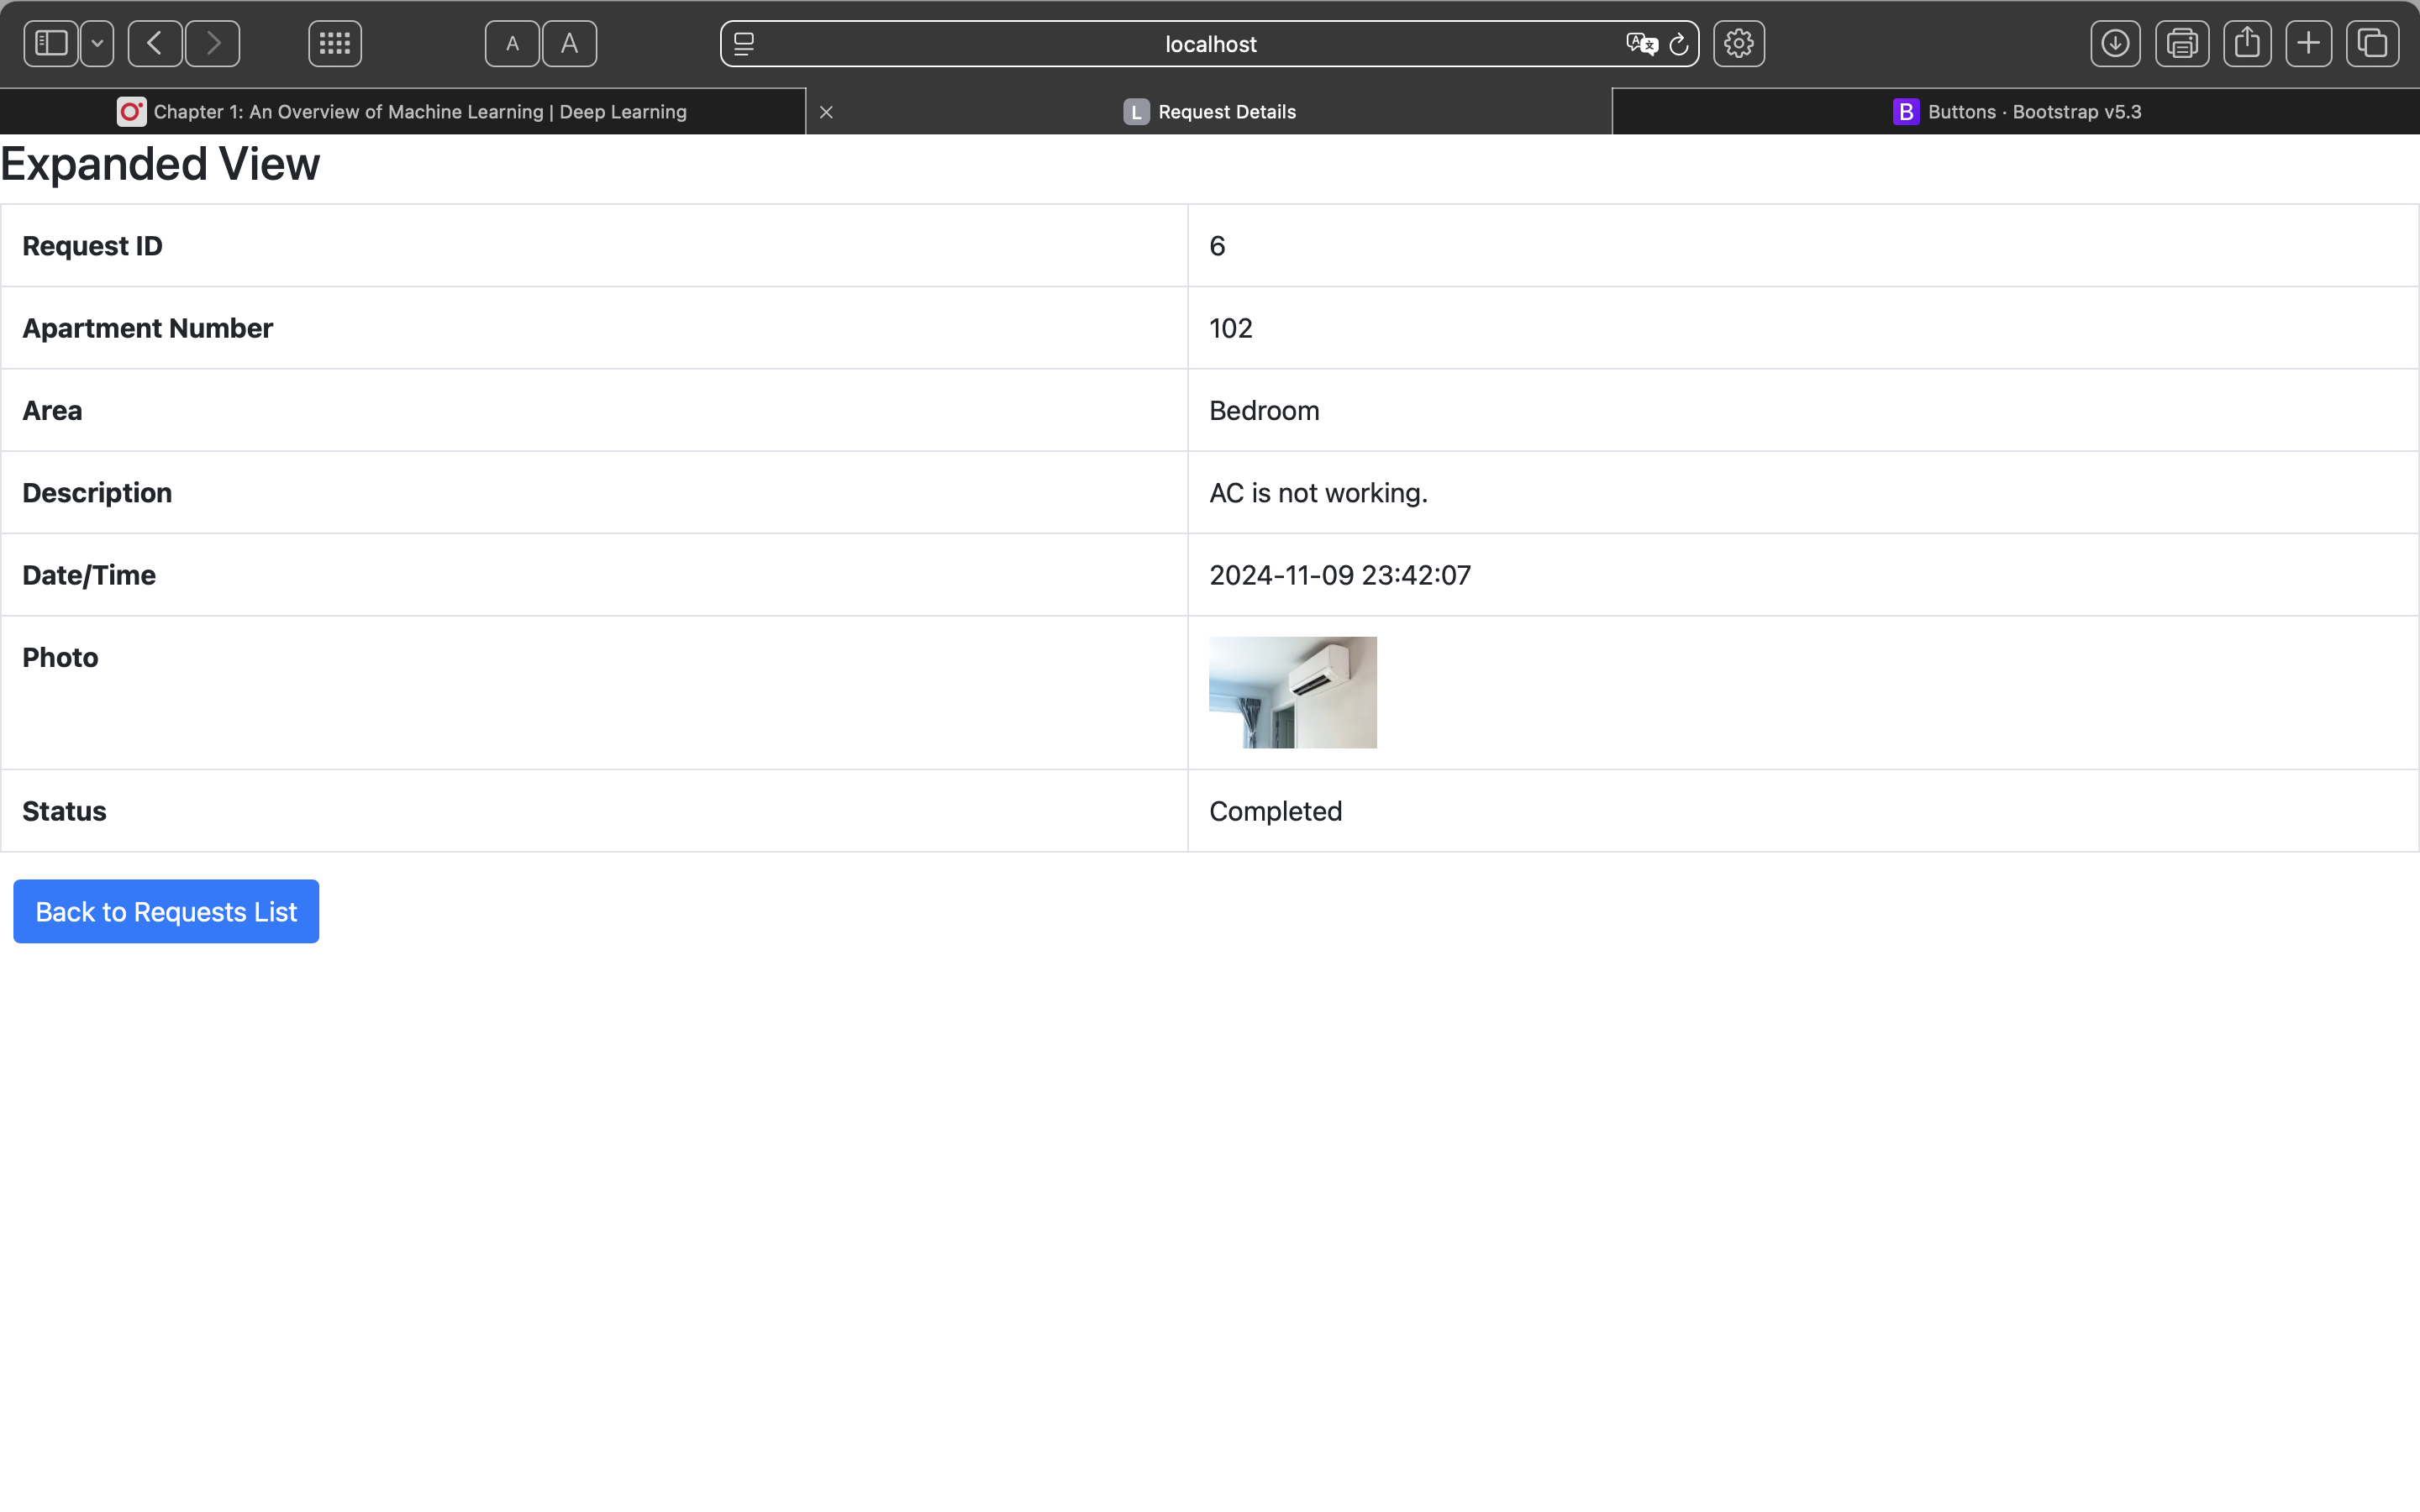 A A localhost
Chapter 1: An Overview of Machine Learning | Deep Learning
L Request Details
B Buttons · Bootstrap v5.3
Expanded View
Request ID 6
Apartment Number 102
Area Bedroom
Description AC is not working.
Date/Time 2024-11-09 23:42:07
Photo
Status Completed
Back to Requests List